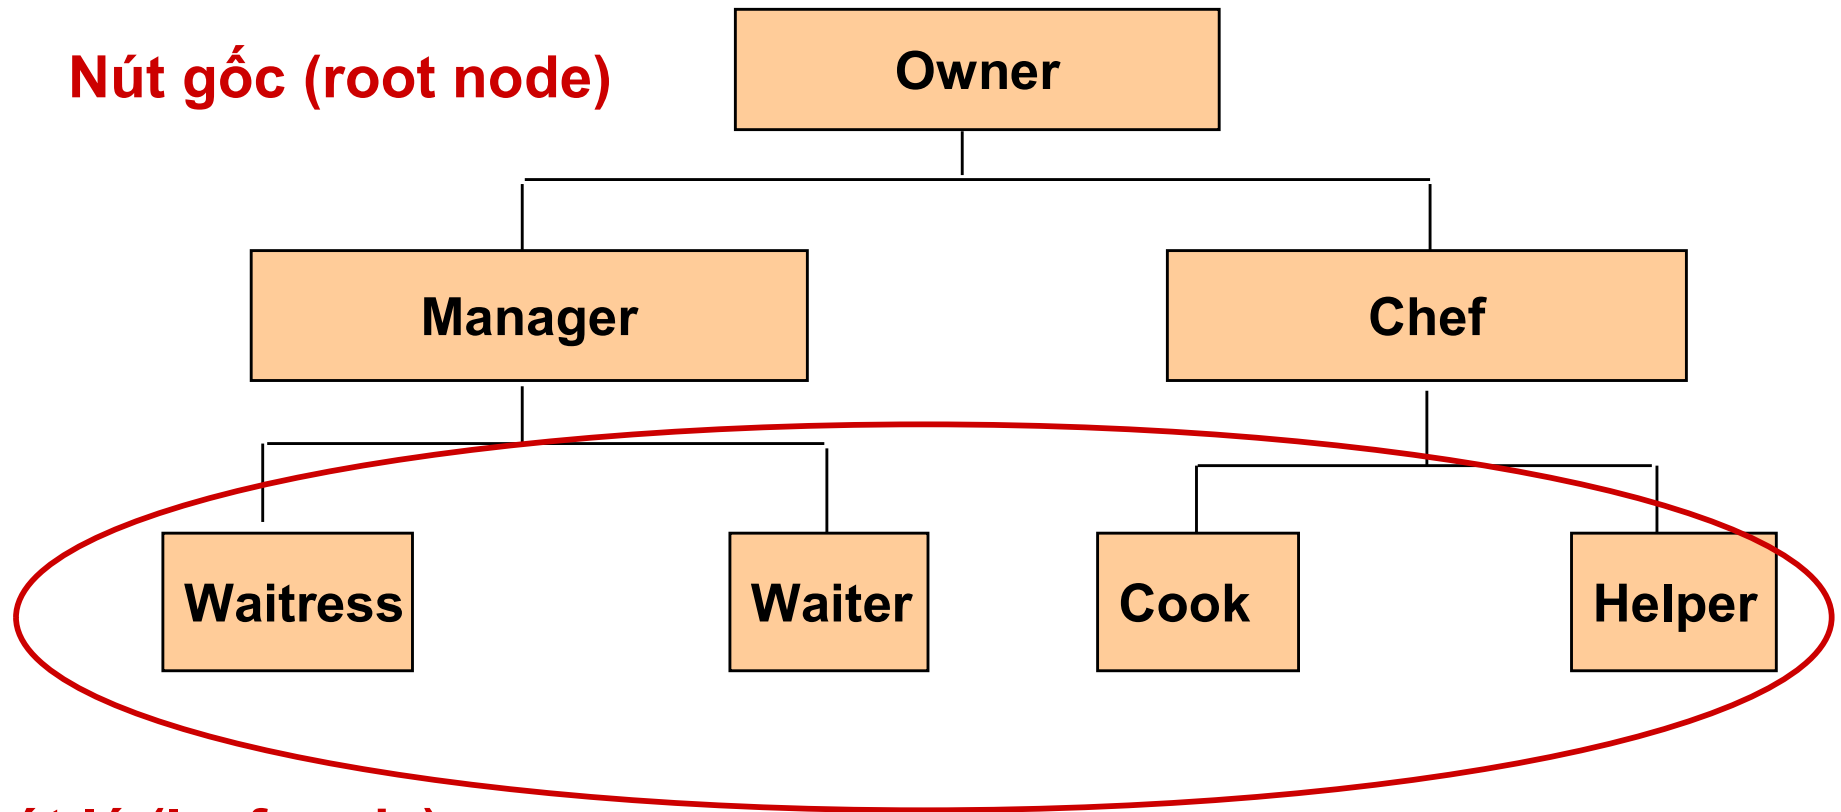 Nút gốc (root node)
Owner
Manager
Chef
Waitress
Waiter
Cook
Helper